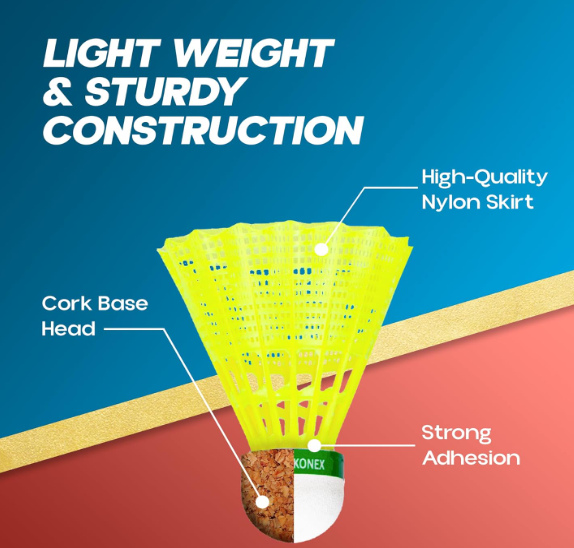 LIGHT WEIGHT
& STURDY
CONSTRUCTION
High-Quality
Nylon Skirt
Cork Base
Head
Strong
Adhesion
KONEX